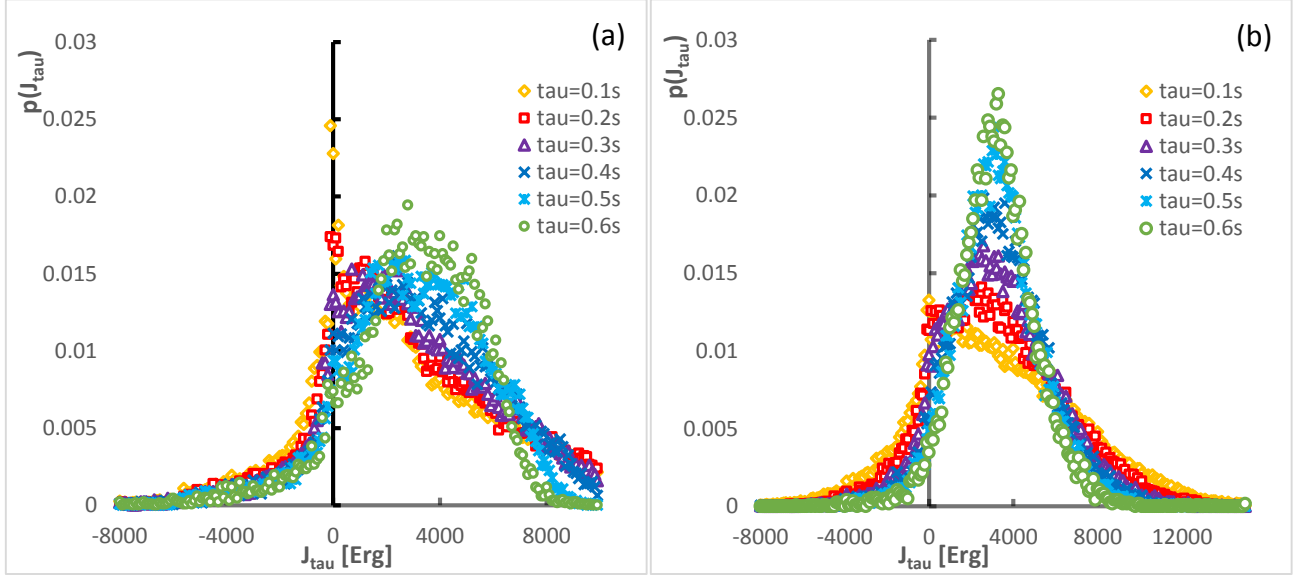 (a)
p(J_tau)
0.03
0.025
0.02
0.015
0.01
0.005
0
tau=0.1s
tau=0.2s
tau=0.3s
tau=0.4s
tau=0.5s
tau=0.6s
-8000 -4000 0 4000 8000
J_tau [Erg]
(b)
p(J_tau)
0.03
0.025
0.02
0.015
0.01
0.005
0
tau=0.1s
tau=0.2s
tau=0.3s
tau=0.4s
tau=0.5s
tau=0.6s
-8000 -4000 0 4000 8000 12000
J_tau [Erg]